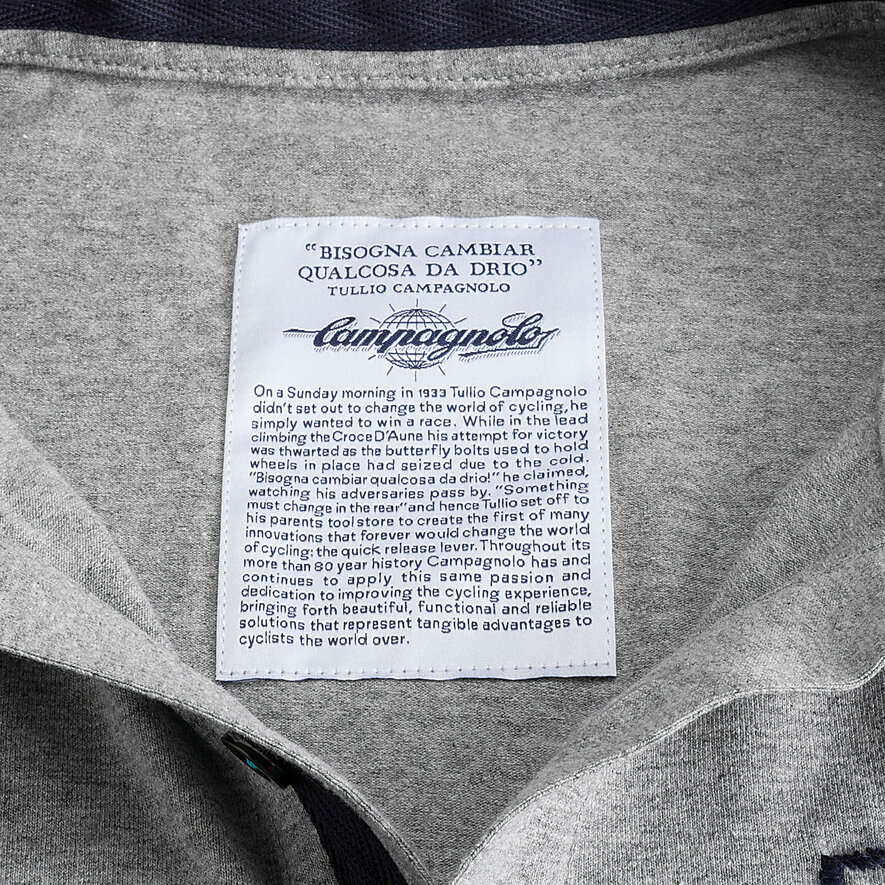 “BISOGNA CAMBIAR
QUALCOSA DA DRIO”
TULLIO CAMPAGNOLO
Campagnolo
On a Sunday morning in 1933 Tullio Campagnolo
didn't set out to change the world of cycling, he
simply wanted to win a race. While in the lead
climbing the Croce D'Aune his attempt for victory
was thwarted as the butterfly bolts used to hold
wheels in place had seized due to the cold.
"Bisogna cambiar qualcosa da drio!" he claimed,
watching his adversaries pass by. "Something
must change in the rear" and hence Tullio set off to
his parents tool store to create the first of many
innovations that forever would change the world
of cycling: the quick release lever. Throughout its
more than 80 year history Campagnolo has and
continues to apply this same passion and
dedication to improving the cycling experience,
bringing forth beautiful, functional and reliable
solutions that represent tangible advantages to
cyclists the world over.